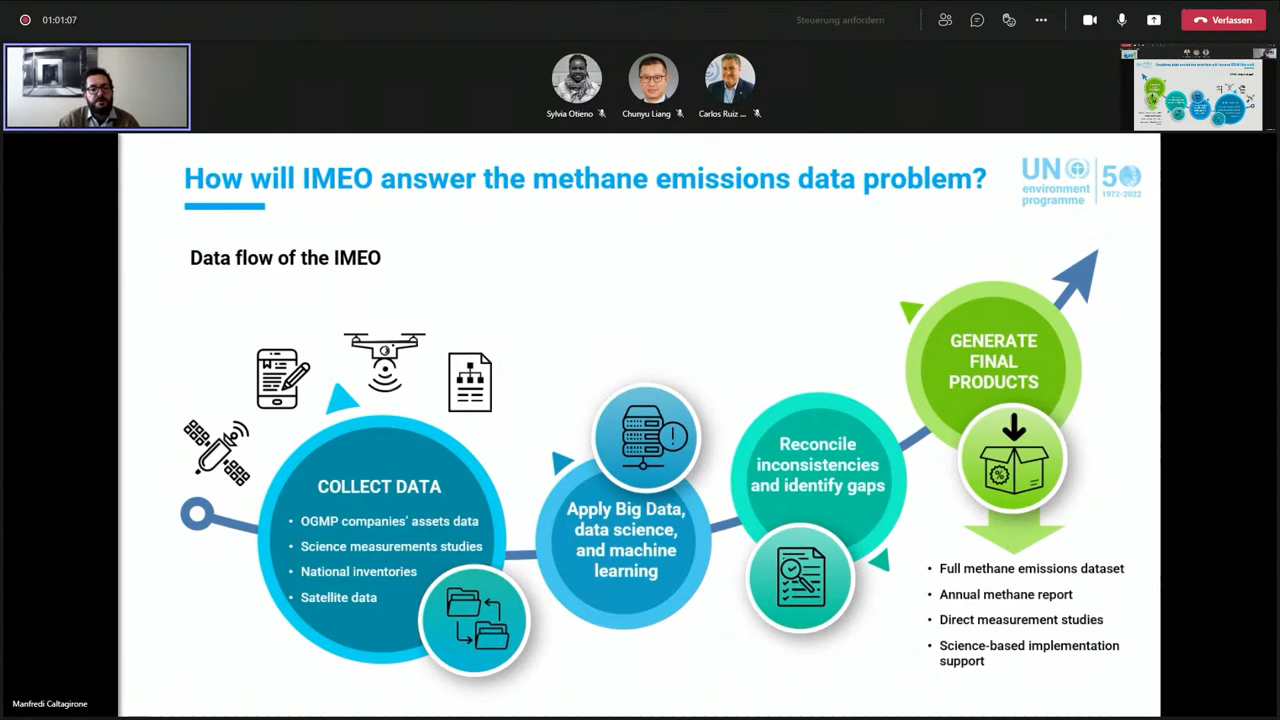 01:01:07
Steuerung anfordern
Verlassen
Sylvia Otieno
Chunyu Liang
Carlos Ruiz ...
How will IMEO answer the methane emissions data problem?
UN
environment
programme
50
1972-2022
Data flow of the IMEO
COLLECT DATA
• OGMP companies' assets data
• Science measurements studies
• National inventories
• Satellite data
Apply Big Data,
data science,
and machine
learning
Reconcile
inconsistencies
and identify gaps
GENERATE
FINAL
PRODUCTS
• Full methane emissions dataset
• Annual methane report
• Direct measurement studies
• Science-based implementation
support
Manfredi Caltagirone